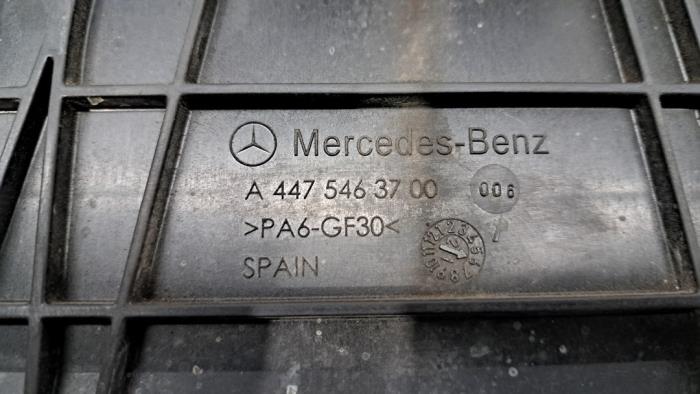 Mercedes-Benz
A 447 546 37 00 006
>PA6-GF30<
SPAIN